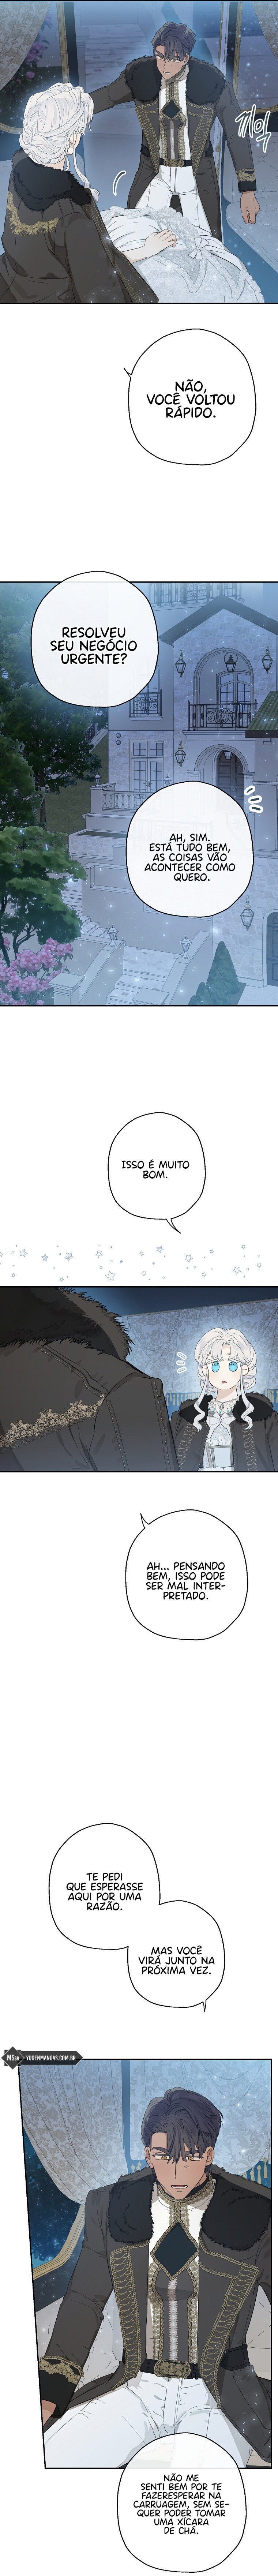 NÃO,
VOCÊ VOLTOU
RÁPIDO.
RESOLVEU
SEU NEGÓCIO
URGENTE?
AH, SIM.
ESTÁ TUDO BEM,
AS COISAS VÃO
ACONTECER COMO
QUERO.
ISSO É MUITO
BOM.
AH... PENSANDO
BEM, ISSO PODE
SER MAL INTER-
PRETADO.
TE PEDI
QUE ESPERASSE
AQUI POR UMA
RAZÃO.
MAS VOCÊ
VIRÁ JUNTO NA
PRÓXIMA VEZ.
YUGENMANGAS.COM.BR
NÃO ME
SENTI BEM POR TE
FAZERESPERAR NA
CARRUAGEM, SEM SE-
QUER PODER TOMAR
UMA XÍCARA
DE CHÁ.